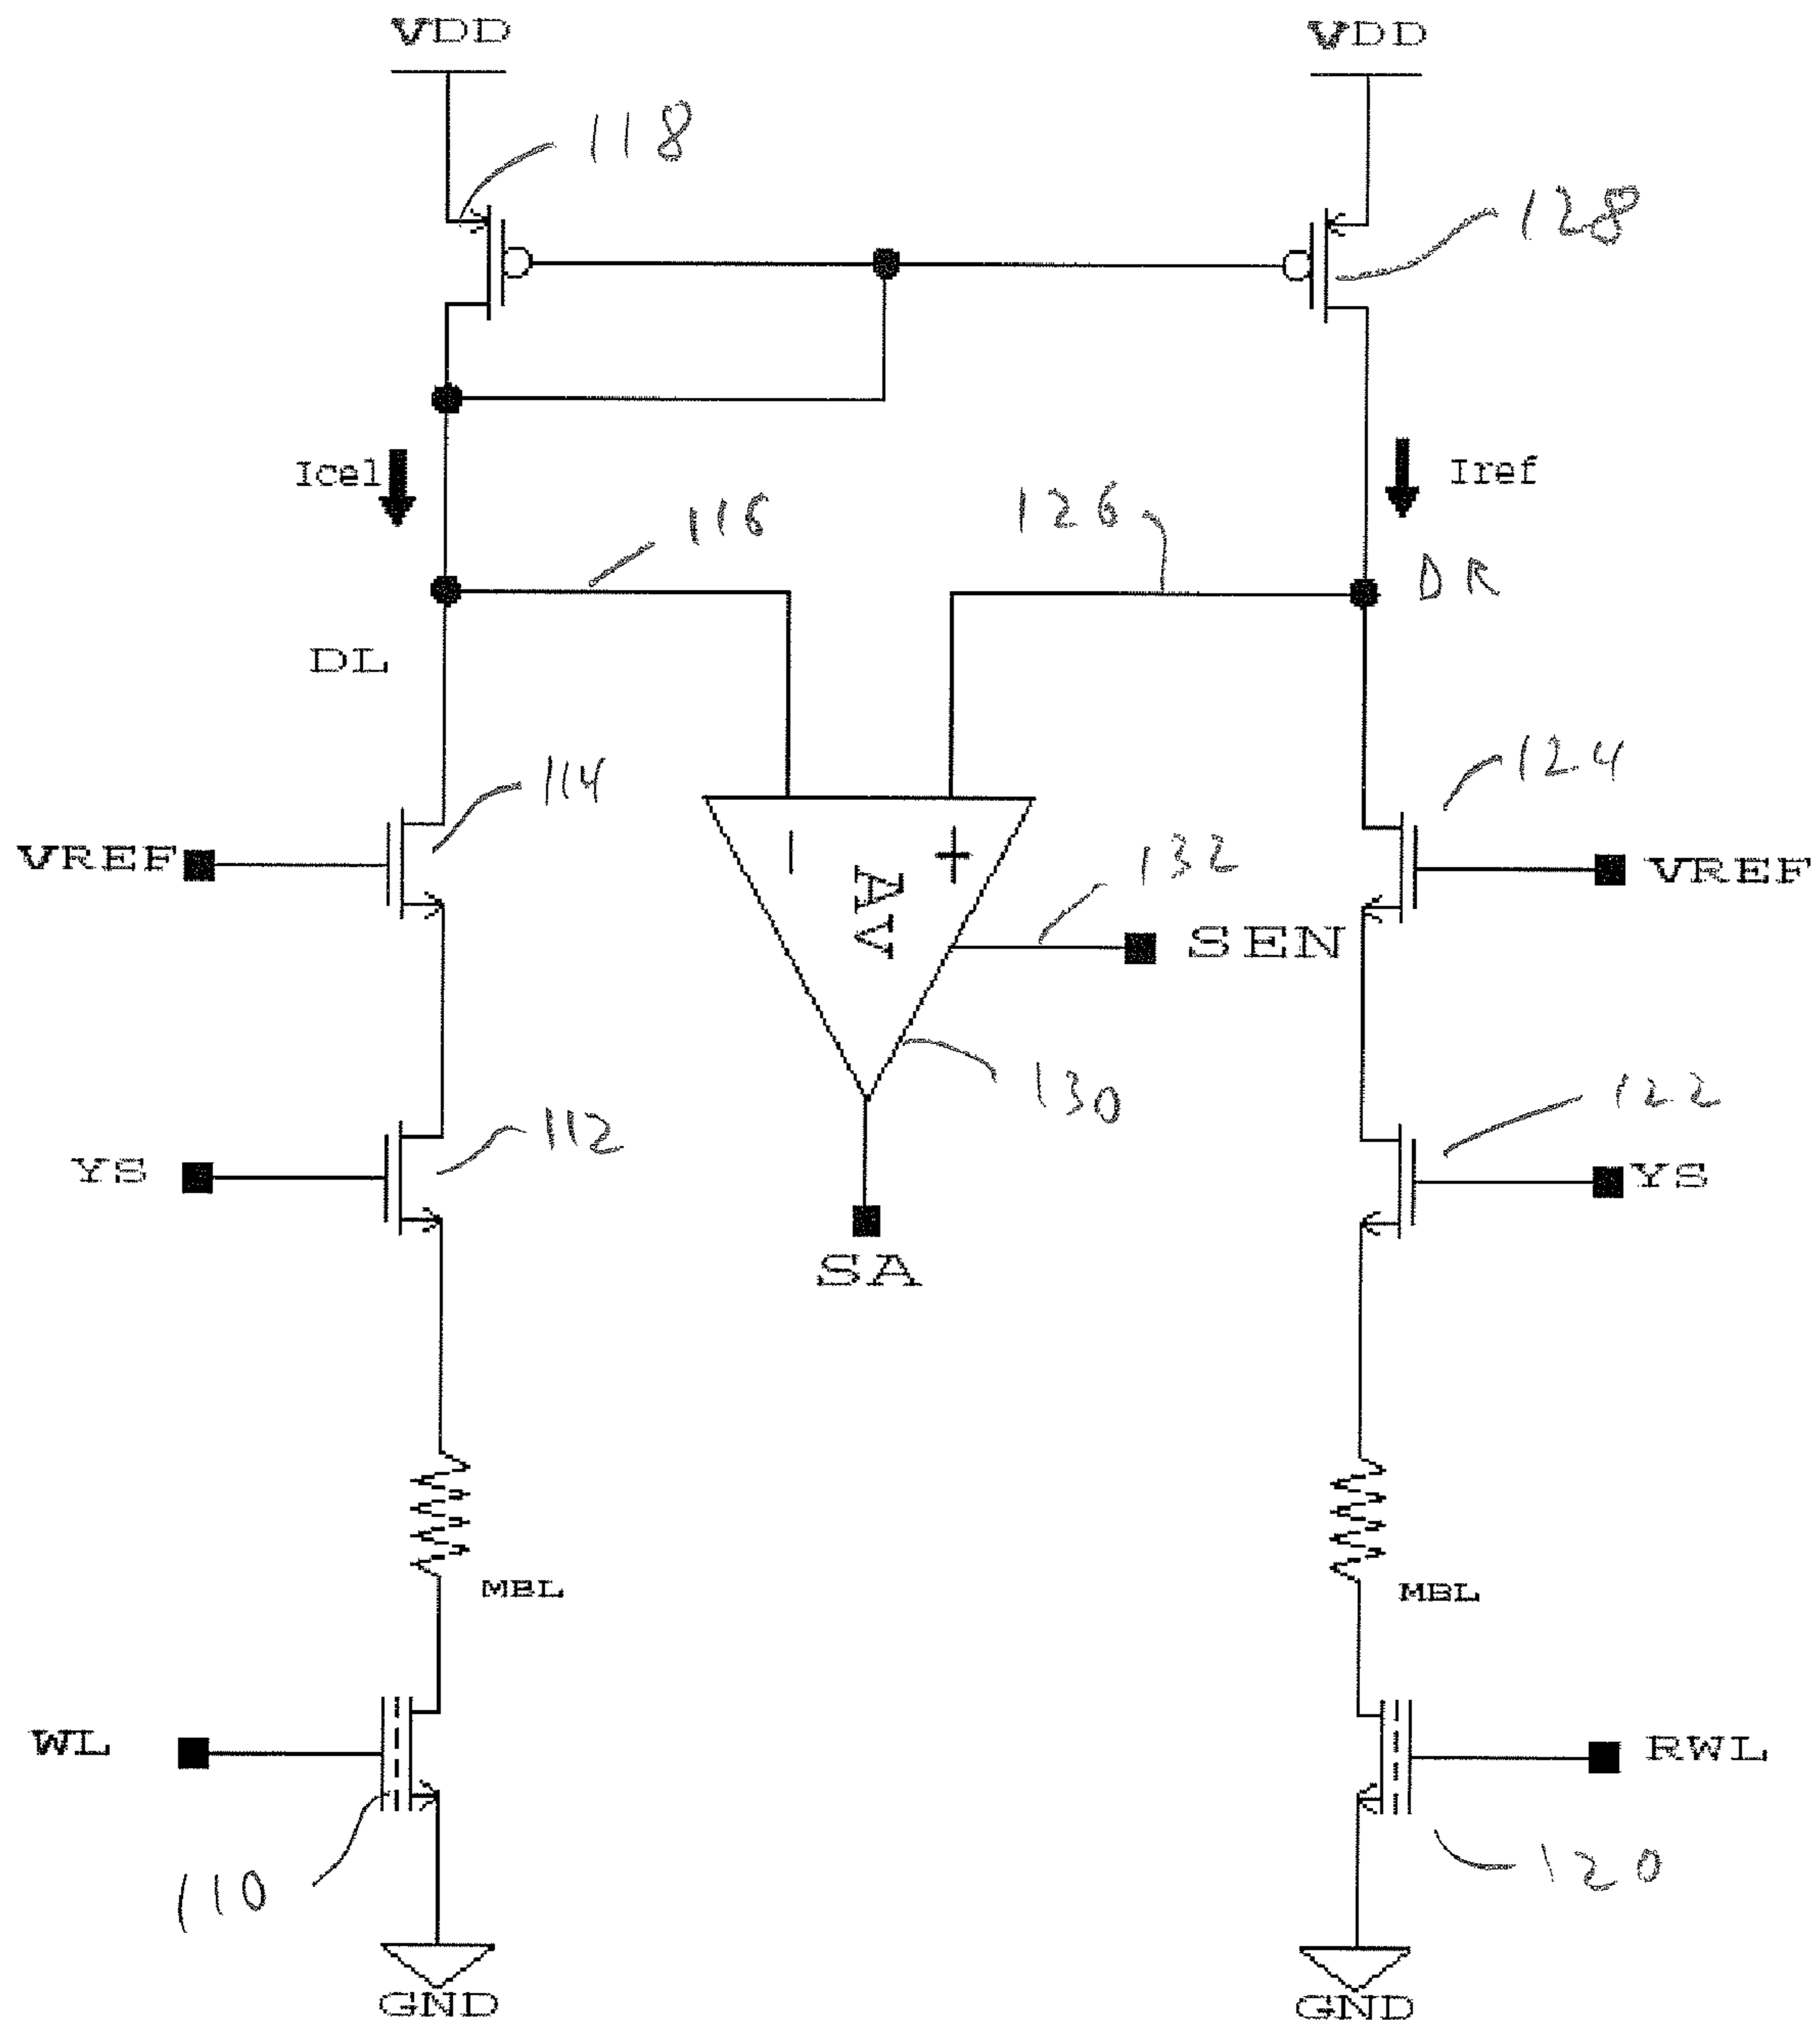 VDD
VDD
118
128
Icel
Iref
116
126
DR
DL
114
124
VREF
VREF
- +
132
Av
SEN
130
112
122
YS
YS
SA
MBL
MBL
WL
RWL
110
120
GND
GND